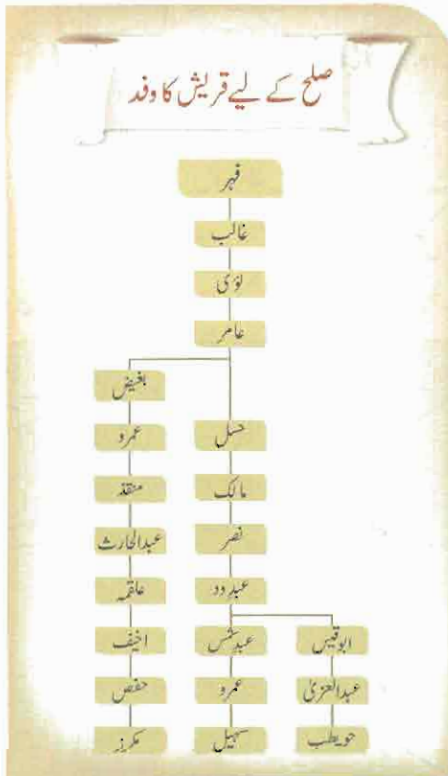 صلح کے لیے قریش کا وفد
فہر
غالب
لؤی
عامر
بغیض
عمرو
حسل
منقذ
مالک
عبدالحارث
نصر
علقمہ
عبدود
اخیف
عبدشمس
ابوقیس
حفص
عمرو
عبدالعزیٰ
مکرز
سہیل
حویطب